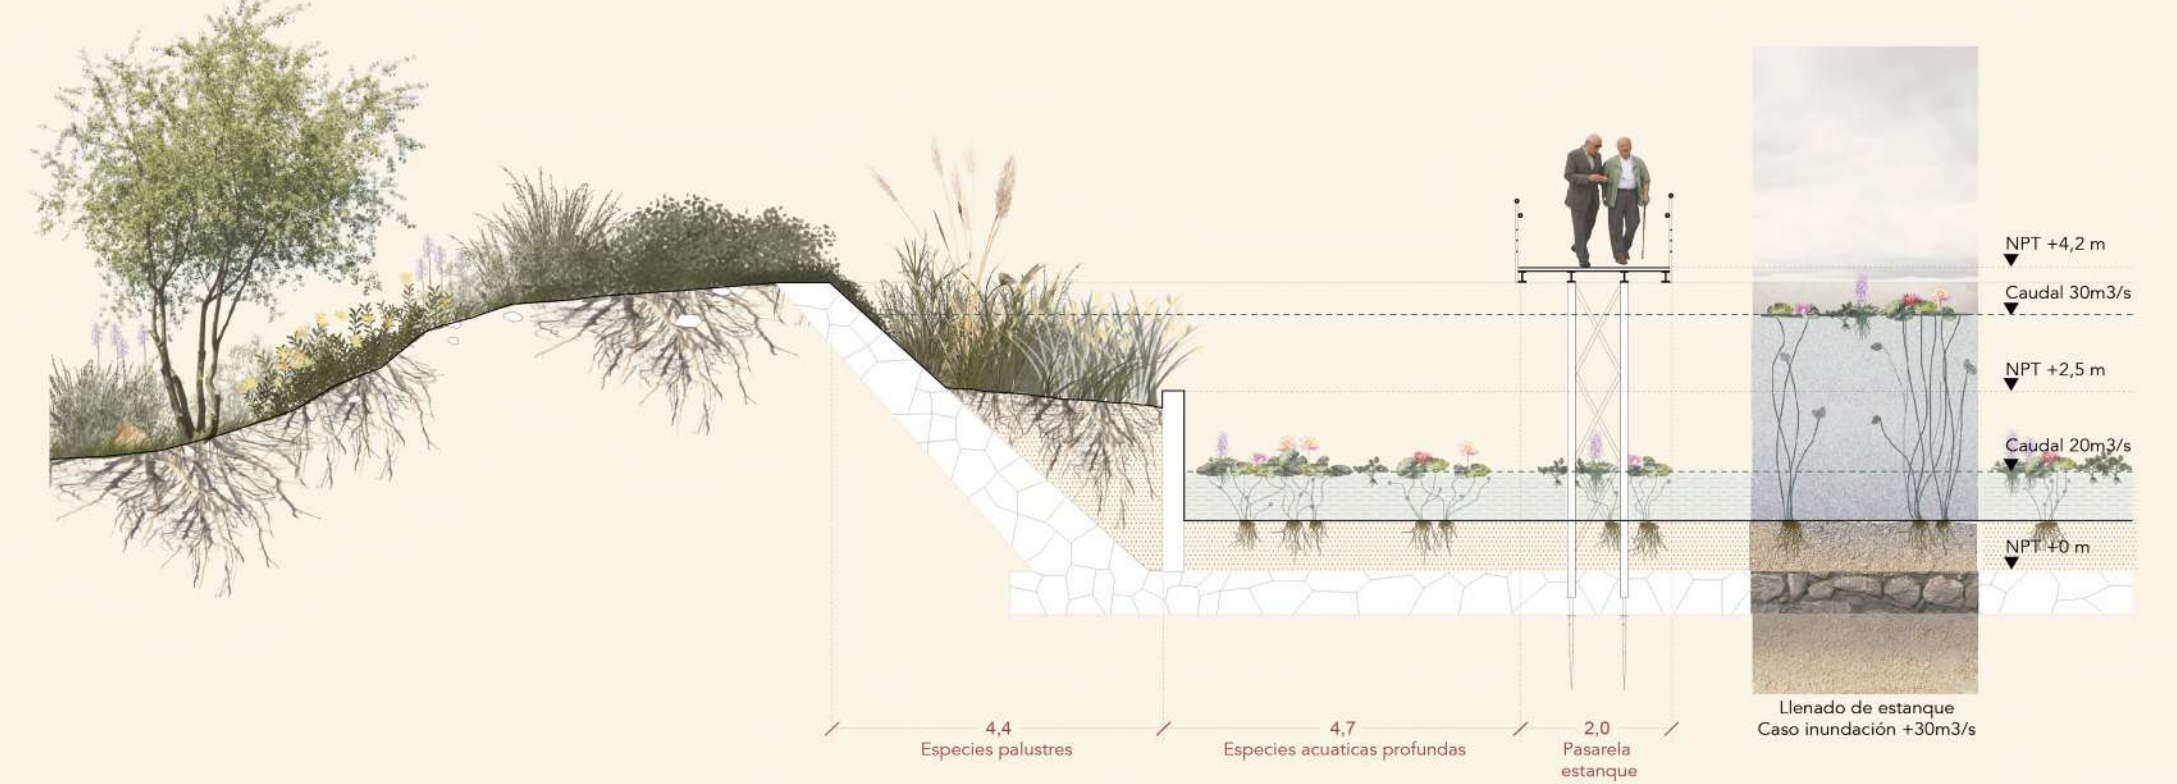 NPT +4,2 m
Caudal 30m3/s
NPT +2,5 m
Caudal 20m3/s
NPT +0 m
Llenado de estanque
Caso inundación +30m3/s
4,4
Especies palustres
4,7
Especies acuaticas profundas
2,0
Pasarela
estanque